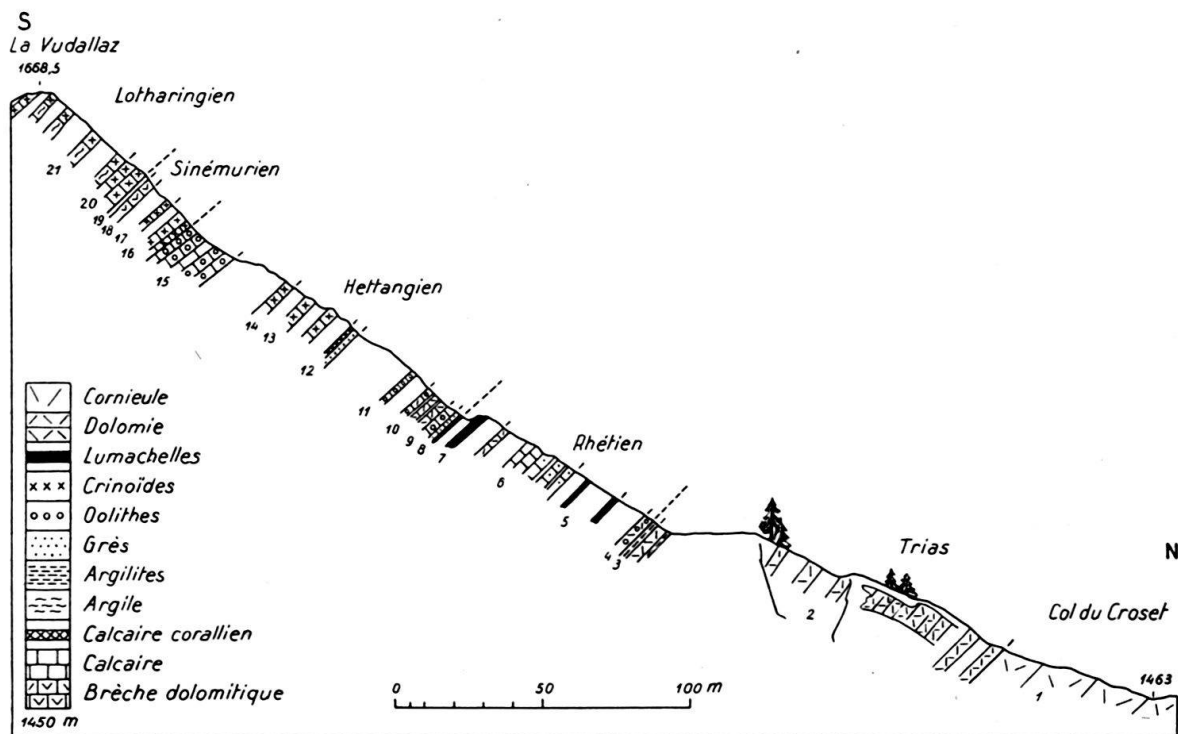 S
La Vudallaz
1668,5
Lotharingien
Sinémurien
21
20
19
18
17
16
15
Hettangien
14
13
12
11
10
9
8
7
Rhétien
6
5
4
3
Trias
N
2
Col du Croset
1463
1
Cornieule
Dolomie
Lumachelles
Crinoïdes
Oolithes
Grès
Argilites
Argile
Calcaire corallien
Calcaire
Brèche dolomitique
1450 m
0 50 100 m